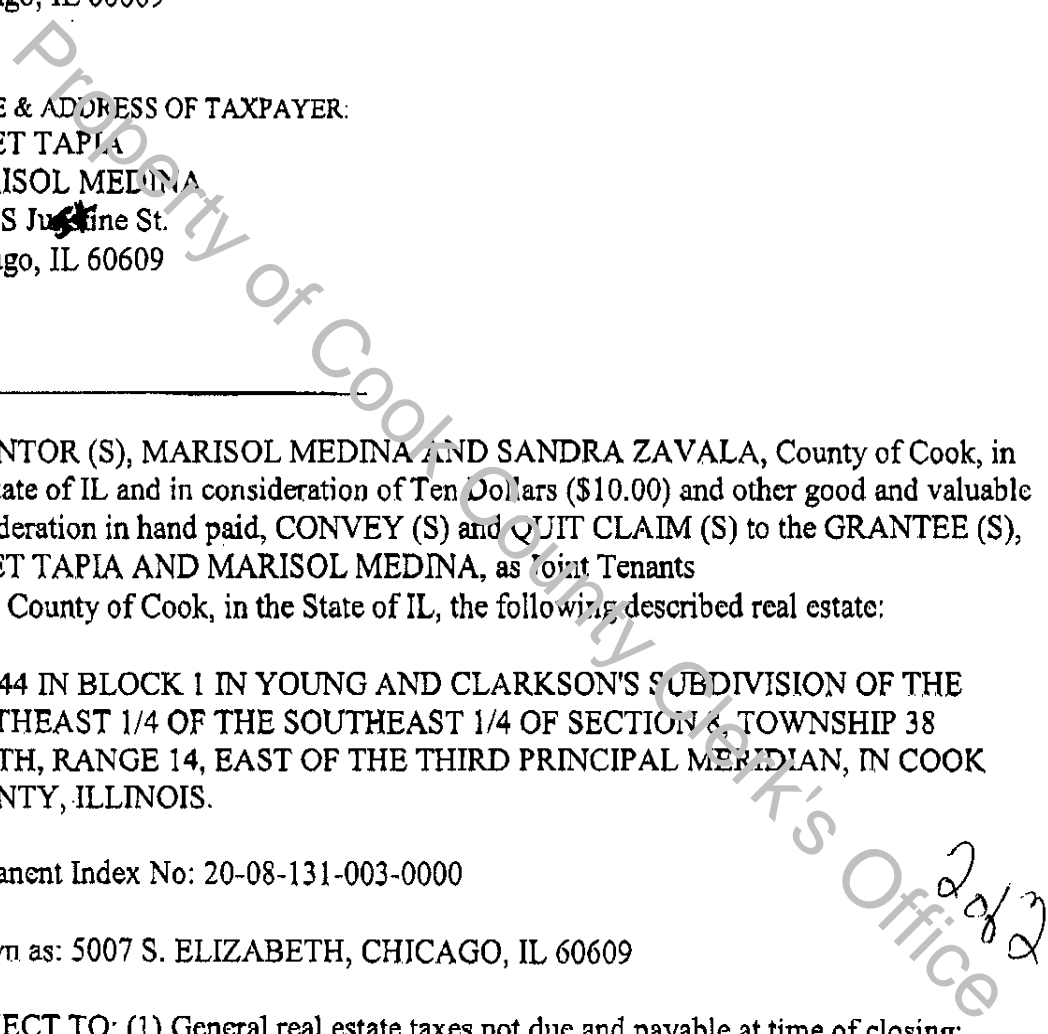 ago, IL 60609
E & ADDRESS OF TAXPAYER:
ET TAPIA
RISOL MEDINA
S Justine St.
ago, IL 60609
NTOR (S), MARISOL MEDINA AND SANDRA ZAVALA, County of Cook, in
tate of IL and in consideration of Ten Dollars ($10.00) and other good and valuable
deration in hand paid, CONVEY (S) and QUIT CLAIM (S) to the GRANTEE (S),
ET TAPIA AND MARISOL MEDINA, as Joint Tenants
County of Cook, in the State of IL, the following described real estate:
44 IN BLOCK 1 IN YOUNG AND CLARKSON'S SUBDIVISION OF THE
THEAST 1/4 OF THE SOUTHEAST 1/4 OF SECTION 8, TOWNSHIP 38
TH, RANGE 14, EAST OF THE THIRD PRINCIPAL MERIDIAN, IN COOK
NTY, ILLINOIS.
anent Index No: 20-08-131-003-0000
2 of 2
vn as: 5007 S. ELIZABETH, CHICAGO, IL 60609
ECT TO: (1) General real estate taxes not due and payable at time of closing;
Property of Cook County Clerk's Office